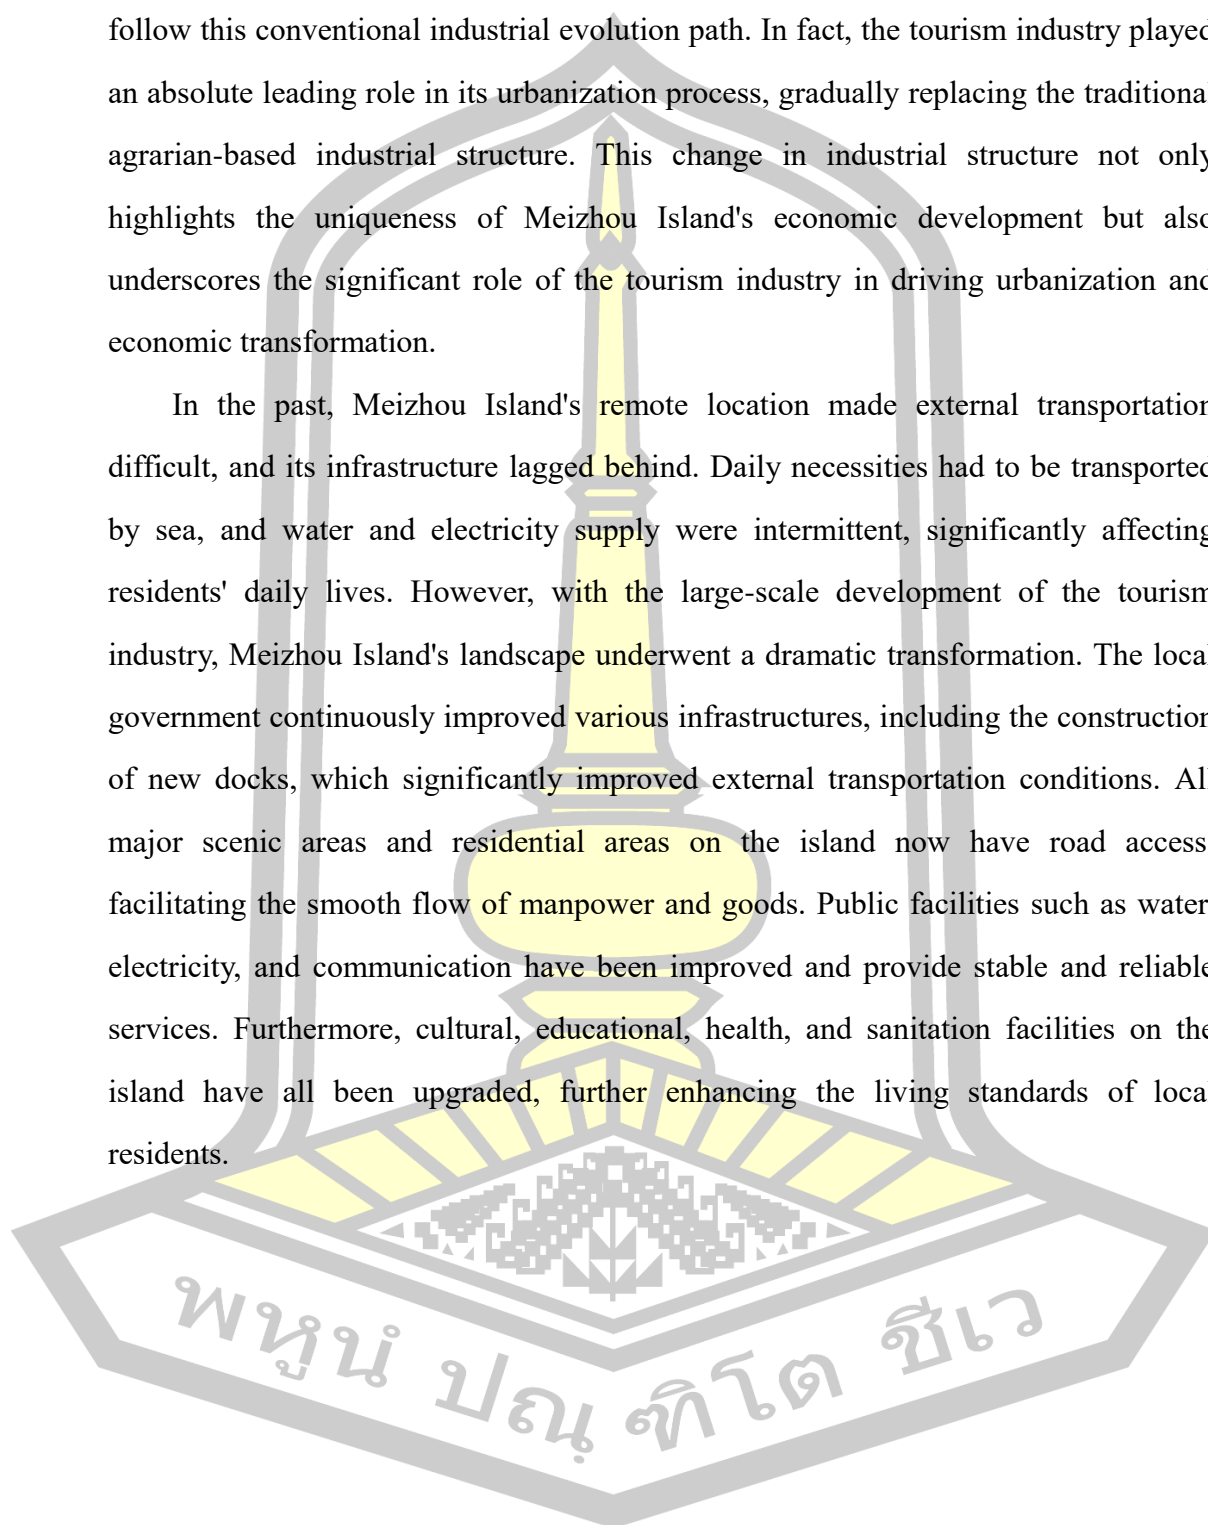 follow this conventional industrial evolution path. In fact, the tourism industry played
an absolute leading role in its urbanization process, gradually replacing the traditional
agrarian-based industrial structure. This change in industrial structure not only
highlights the uniqueness of Meizhou Island's economic development but also
underscores the significant role of the tourism industry in driving urbanization and
economic transformation.
In the past, Meizhou Island's remote location made external transportation
difficult, and its infrastructure lagged behind. Daily necessities had to be transported
by sea, and water and electricity supply were intermittent, significantly affecting
residents' daily lives. However, with the large-scale development of the tourism
industry, Meizhou Island's landscape underwent a dramatic transformation. The local
government continuously improved various infrastructures, including the construction
of new docks, which significantly improved external transportation conditions. All
major scenic areas and residential areas on the island now have road access
facilitating the smooth flow of manpower and goods. Public facilities such as water
electricity, and communication have been improved and provide stable and reliable
services. Furthermore, cultural, educational, health, and sanitation facilities on the
island have all been upgraded, further enhancing the living standards of local
residents.
พหูนํ ปณฺฑิโต ชีเว